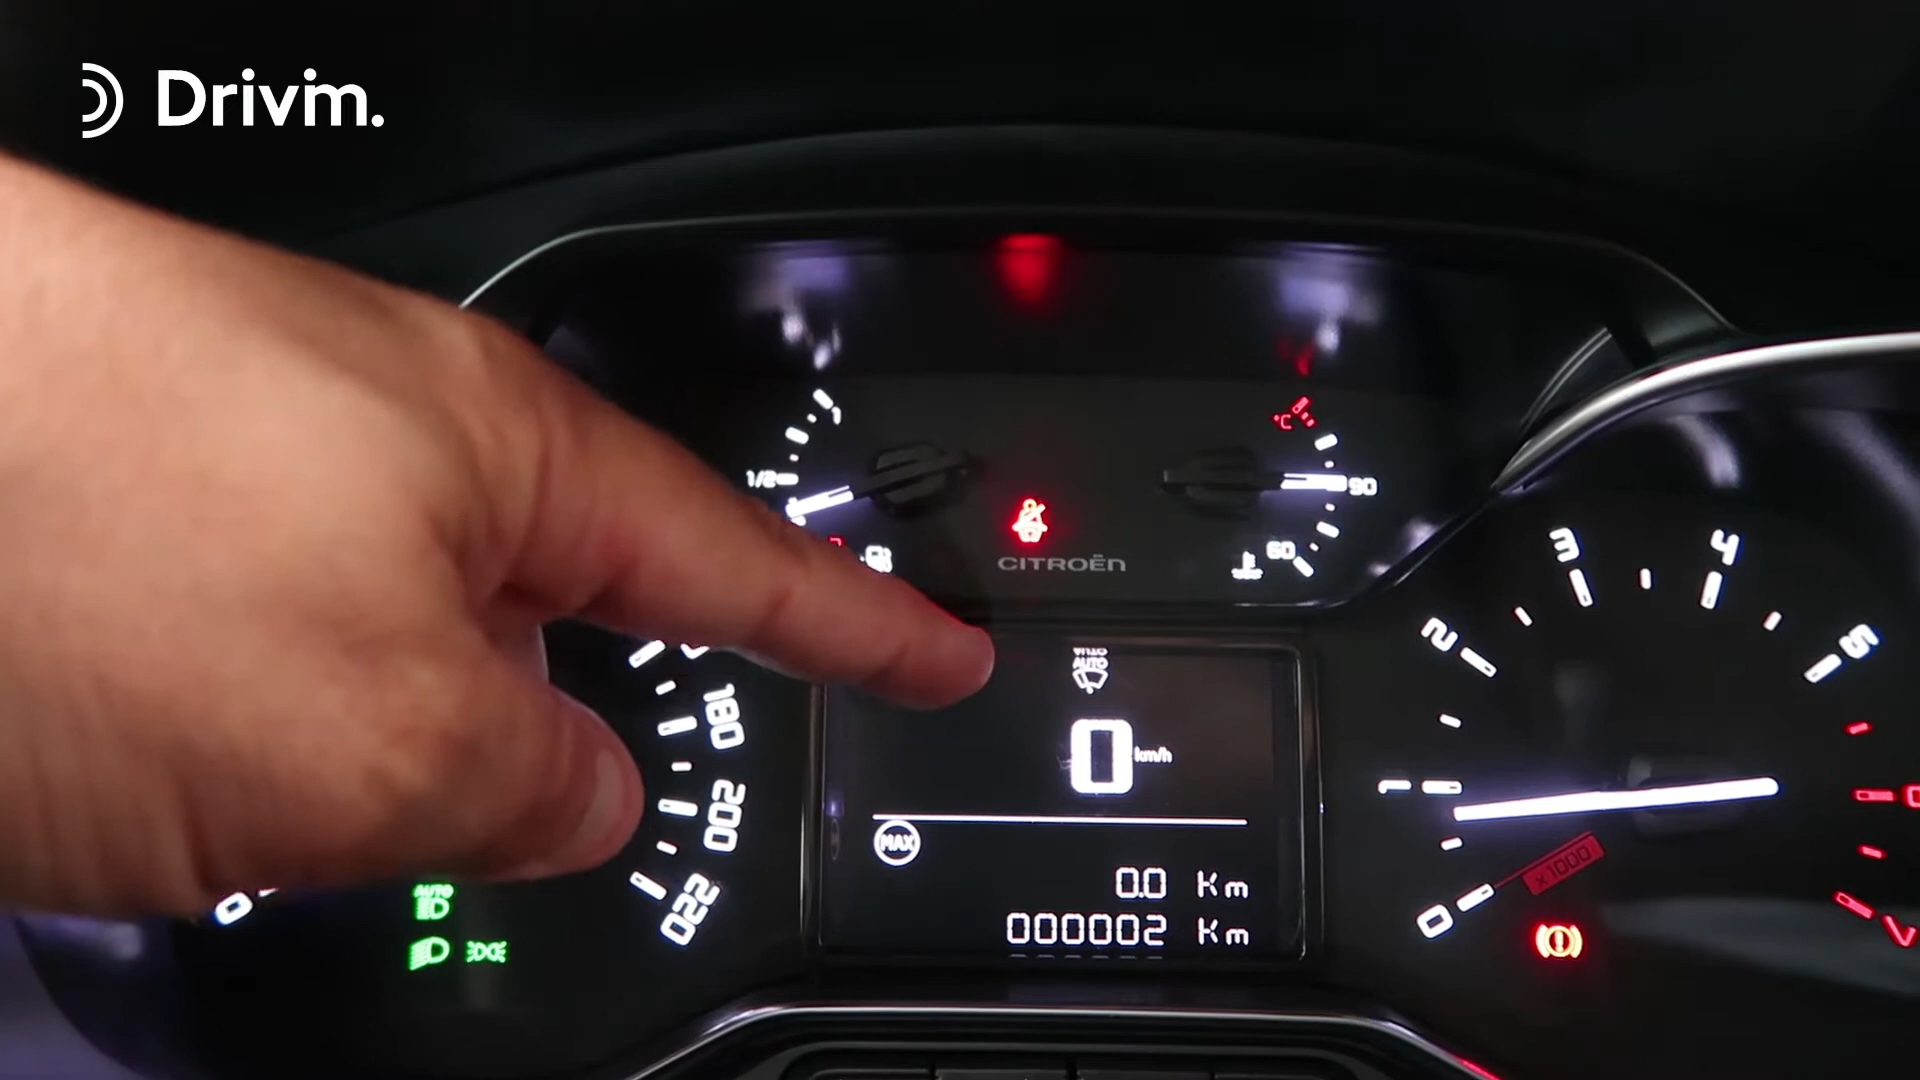 Drivim.
1/2
°C
90
60
CITROËN
AUTO
0 km/h
MAX
0.0 Km
000002 Km
180
200
220
0
AUTO
0
1
2
3
4
5
x1000